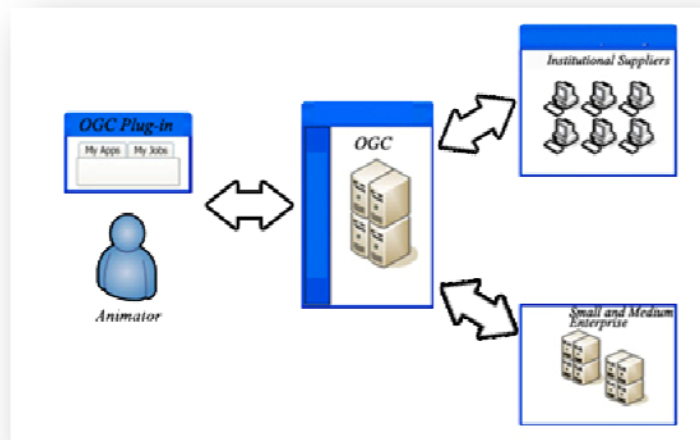 OGC Plug-in
My Apps
My Jobs
Animator
OGC
Institutional Suppliers
Small and Medium
Enterprise